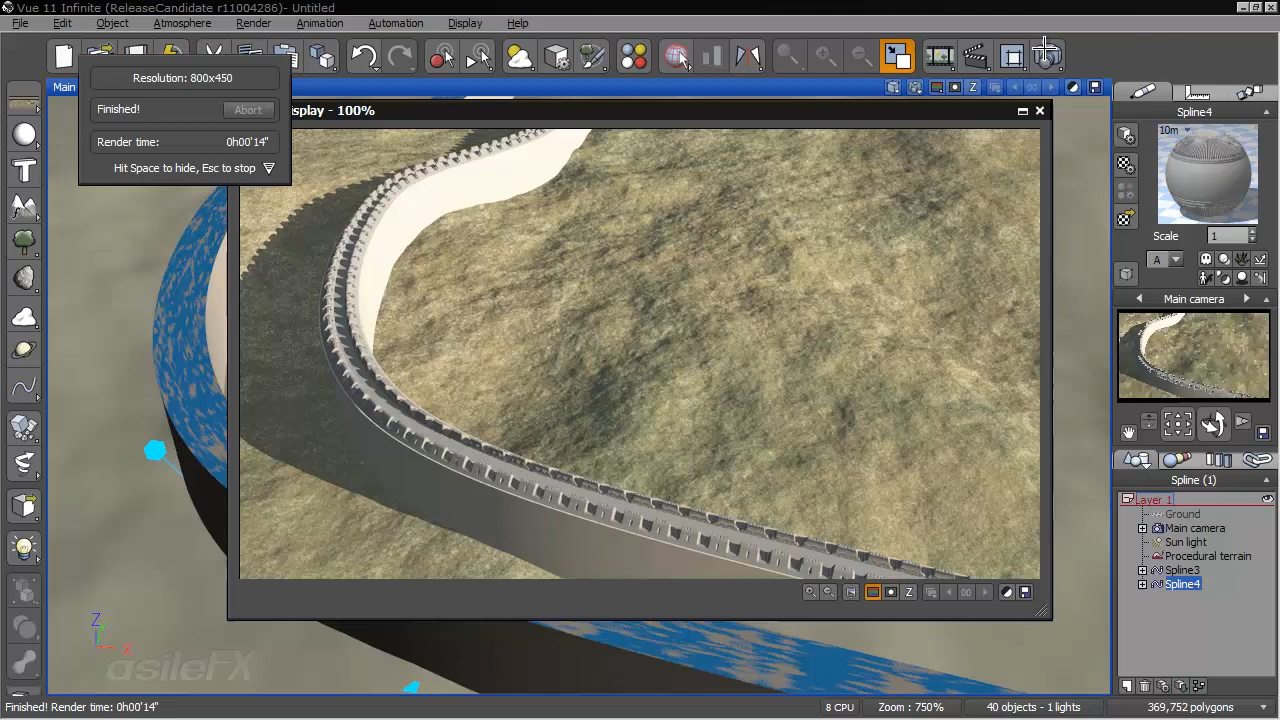 Vue 11 Infinite (ReleaseCandidate r11004286)- Untitled
File Edit Object Atmosphere Render Animation Automation Display Help
Main
Resolution: 800x450
Finished! Abort
Render time: 0h00'14"
Hit Space to hide, Esc to stop
isplay - 100%
Z
Spline4
10m
Scale 1
A
Main camera
Z
Spline (1)
Layer 1
Ground
Main camera
Sun light
Procedural terrain
Spline3
Spline4
Z
X
asileFX
Finished! Render time: 0h00'14" 8 CPU Zoom : 750% 40 objects - 1 lights 369,752 polygons